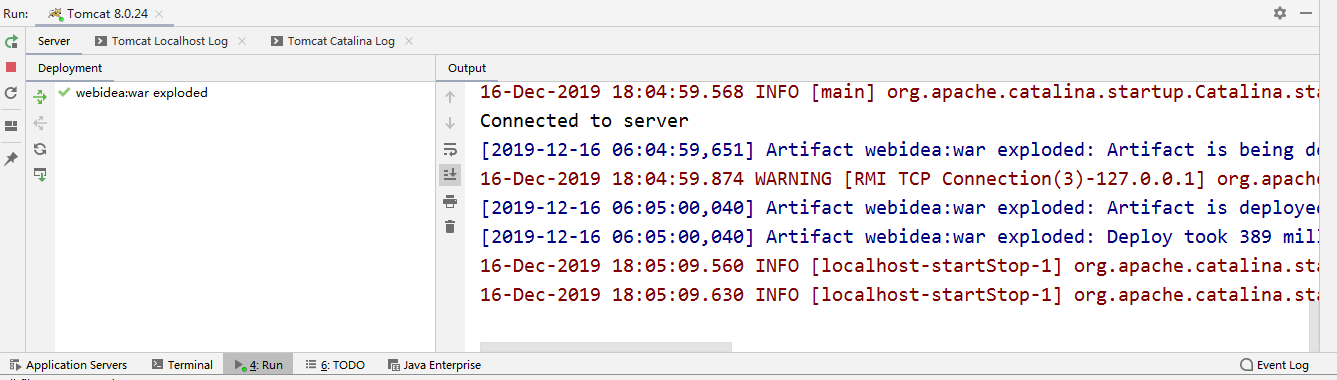 Run: Tomcat 8.0.24
Server Tomcat Localhost Log Tomcat Catalina Log
Deployment Output
webidea:war exploded
16-Dec-2019 18:04:59.568 INFO [main] org.apache.catalina.startup.Catalina.sta
Connected to server
[2019-12-16 06:04:59,651] Artifact webidea:war exploded: Artifact is being de
16-Dec-2019 18:04:59.874 WARNING [RMI TCP Connection(3)-127.0.0.1] org.apache
[2019-12-16 06:05:00,040] Artifact webidea:war exploded: Artifact is deployed
[2019-12-16 06:05:00,040] Artifact webidea:war exploded: Deploy took 389 mill
16-Dec-2019 18:05:09.560 INFO [localhost-startStop-1] org.apache.catalina.sta
16-Dec-2019 18:05:09.630 INFO [localhost-startStop-1] org.apache.catalina.sta
Application Servers Terminal 4: Run 6: TODO Java Enterprise Event Log